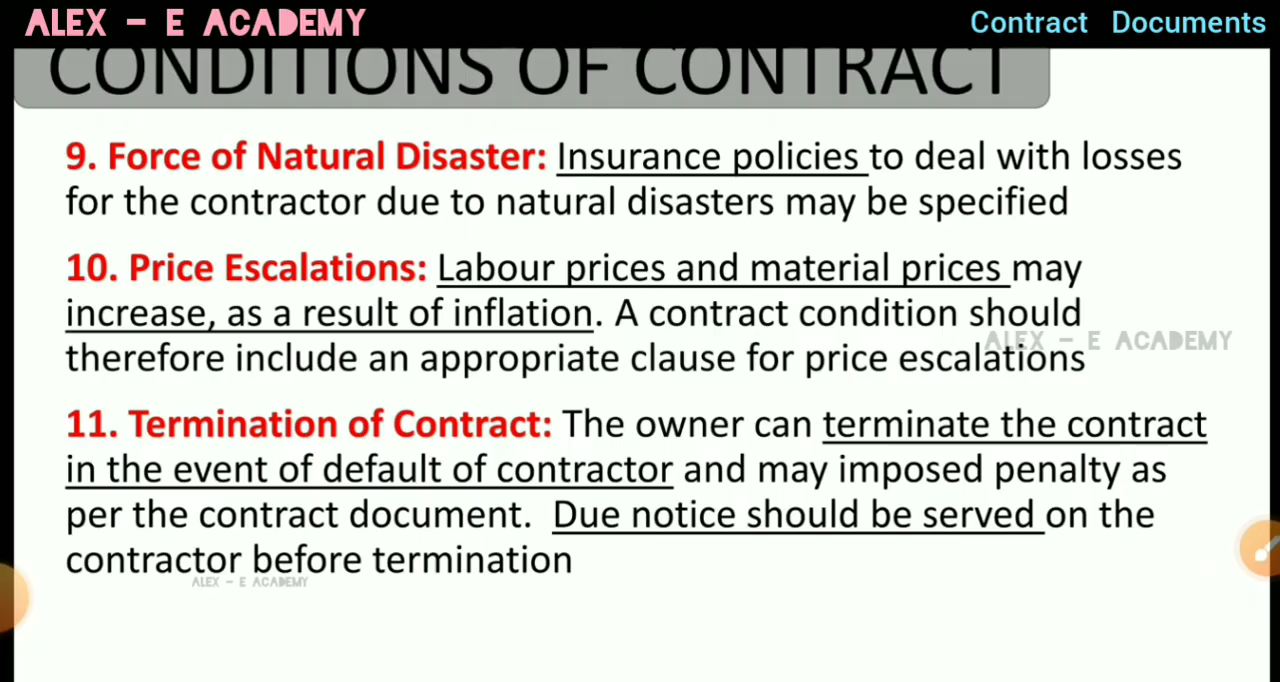 ALEX - E ACADEMY
Contract Documents
CONDITIONS OF CONTRACT
9. Force of Natural Disaster: Insurance policies to deal with losses
for the contractor due to natural disasters may be specified
10. Price Escalations: Labour prices and material prices may
increase, as a result of inflation. A contract condition should
ALEX - E ACADEMY
therefore include an appropriate clause for price escalations
11. Termination of Contract: The owner can terminate the contract
in the event of default of contractor and may imposed penalty as
per the contract document. Due notice should be served on the
contractor before termination
ALEX - E ACADEMY